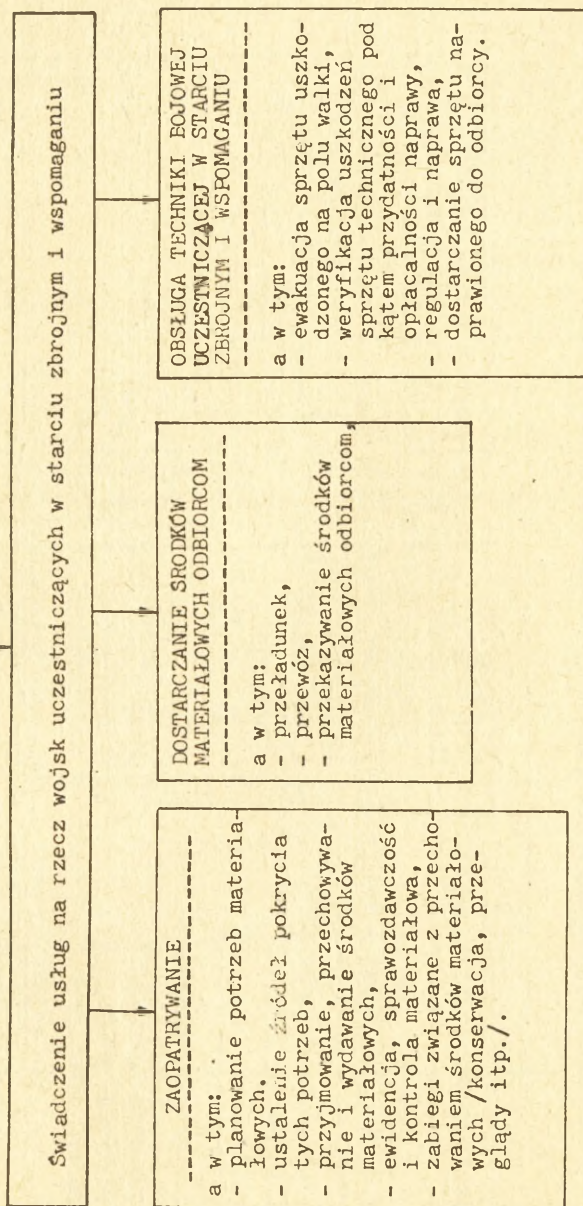 Świadczenie usług na rzecz wojsk uczestniczących w starciu zbrojnym i wspomaganiu
ZAOPATRYWANIE
a w tym:
- planowanie potrzeb materia-
łowych.
- ustalenie źródeł pokrycia
tych potrzeb,
- przyjmowanie, przechowywa-
nie i wydawanie środków
materiałowych,
- ewidencja, sprawozdawczość
i kontrola materiałowa,
- zabiegi związane z przecho-
waniem środków materiało-
wych /konserwacja, prze-
glądy itp./.
DOSTARCZANIE SRODKÓW
MATERIAŁOWYCH ODBIORCOM
a w tym:
- przeładunek,
- przewóz,
- przekazywanie środków
materiałowych odbiorcom,
OBSŁUGA TECHNIKI BOJOWEJ
UCZESTNICZĄCEJ W STARCIU
ZBROJNYM I WSPOMAGANIU
a w tym:
- ewakuacja sprzętu uszko-
dzonego na polu walki,
- weryfikacja uszkodzeń
sprzętu technicznego pod
kątem przydatności i
opłacalności naprawy,
- regulacja i naprawa,
- dostarczanie sprzętu na-
prawionego do odbiorcy.